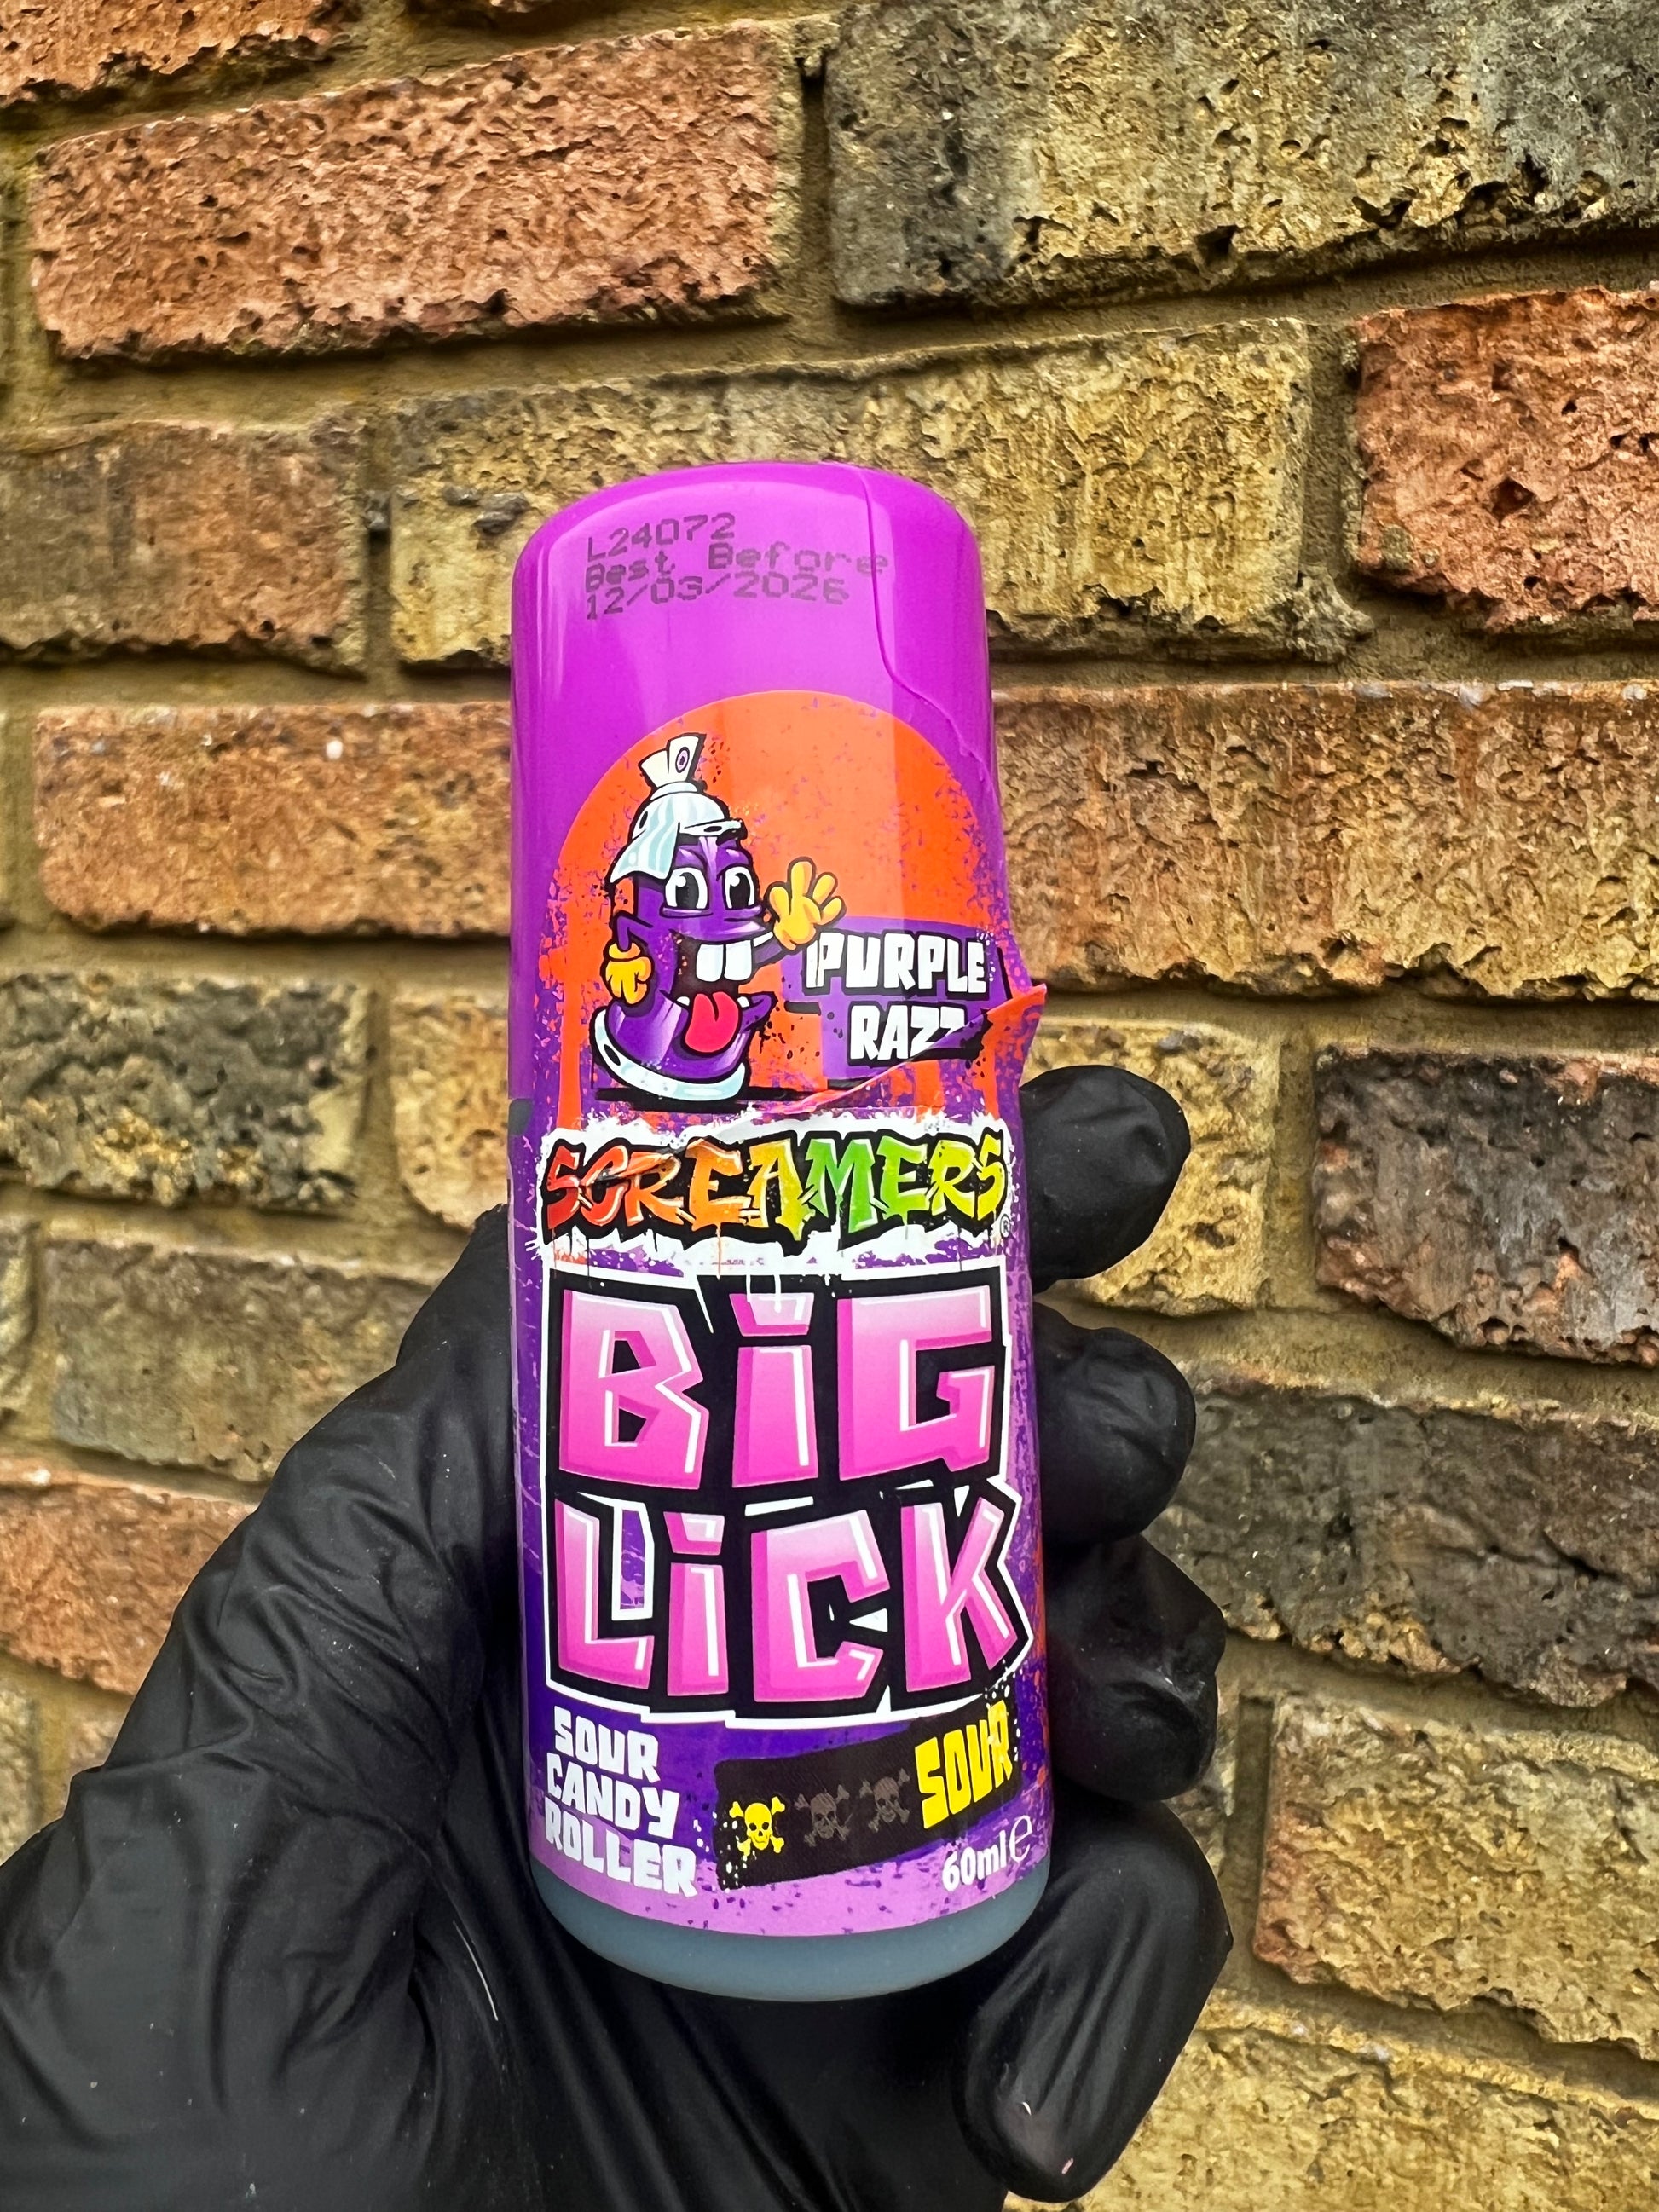 L24072
Best Before
12/03/2026
PURPLE
RAZZ
SCREAMERS®
BiG
LiCK
SOUR
CANDY
ROLLER
SOUR
60ml e